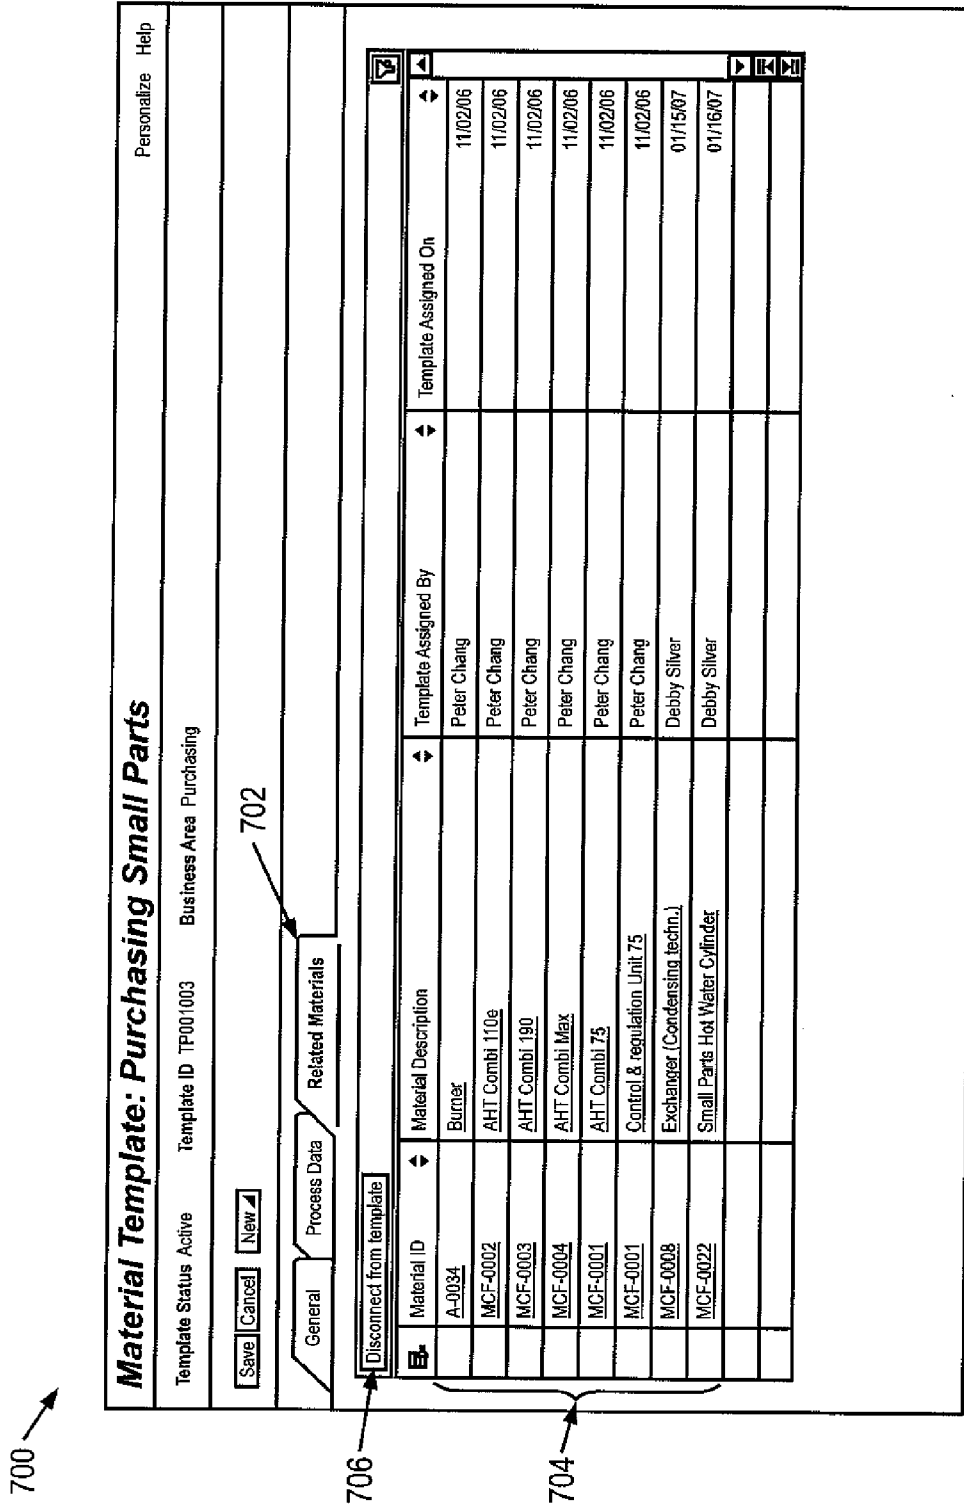 700
Material Template: Purchasing Small Parts
Personalize Help
Template Status Active Template ID TP001003 Business Area Purchasing
Save Cancel New
702
General Process Data Related Materials
706
Disconnect from template
Material ID Material Description Template Assigned By Template Assigned On
A-0034 Burner Peter Chang 11/02/06
MCF-0002 AHT Combi 110e Peter Chang 11/02/06
MCF-0003 AHT Combi 190 Peter Chang 11/02/06
MCF-0004 AHT Combi Max Peter Chang 11/02/06
MCF-0001 AHT Combi 75 Peter Chang 11/02/06
MCF-0001 Control & regulation Unit 75 Peter Chang 11/02/06
MCF-0008 Exchanger (Condensing techn.) Debby Silver 01/15/07
MCF-0022 Small Parts Hot Water Cylinder Debby Silver 01/16/07
704